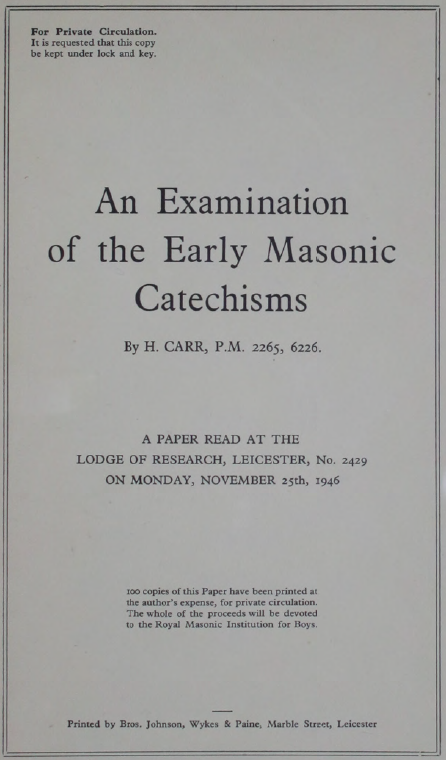 For Private Circulation.
It is requested that this copy
be kept under lock and key.
An Examination
of the Early Masonic
Catechisms
By H. CARR, P.M. 2265, 6226.
A PAPER READ AT THE
LODGE OF RESEARCH, LEICESTER, No. 2429
ON MONDAY, NOVEMBER 25th, 1946
100 copies of this Paper have been printed at
the author's expense, for private circulation.
The whole of the proceeds will be devoted
to the Royal Masonic Institution for Boys.
Printed by Bros. Johnson, Wykes & Paine, Marble Street, Leicester